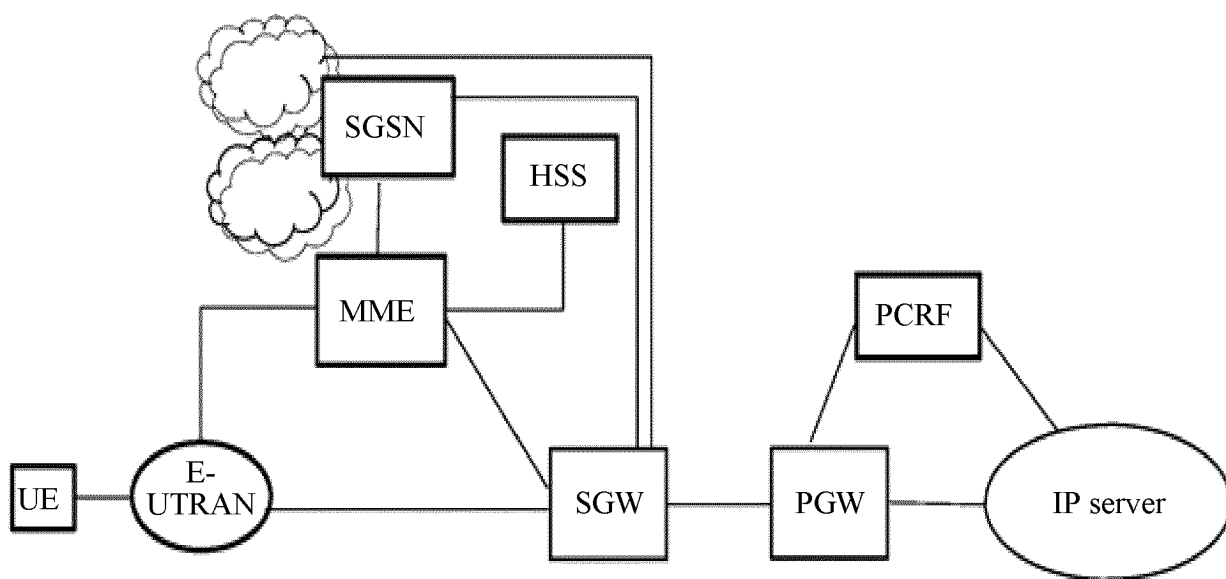 SGSN
HSS
MME
PCRF
UE
E-
UTRAN
SGW
PGW
IP server